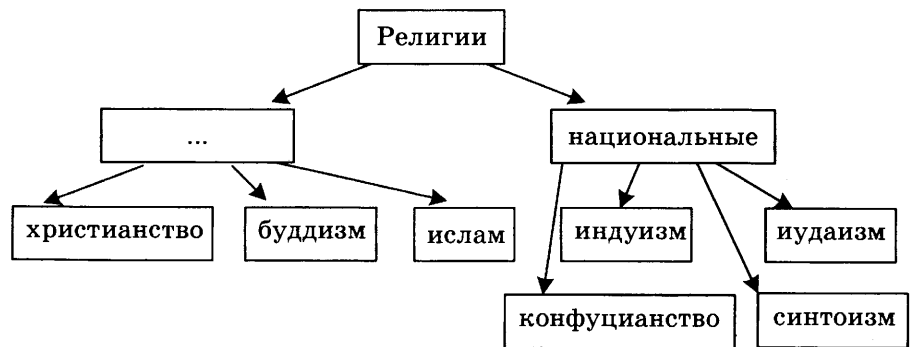 Религии
...
национальные
христианство
буддизм
ислам
индуизм
иудаизм
конфуцианство
синтоизм